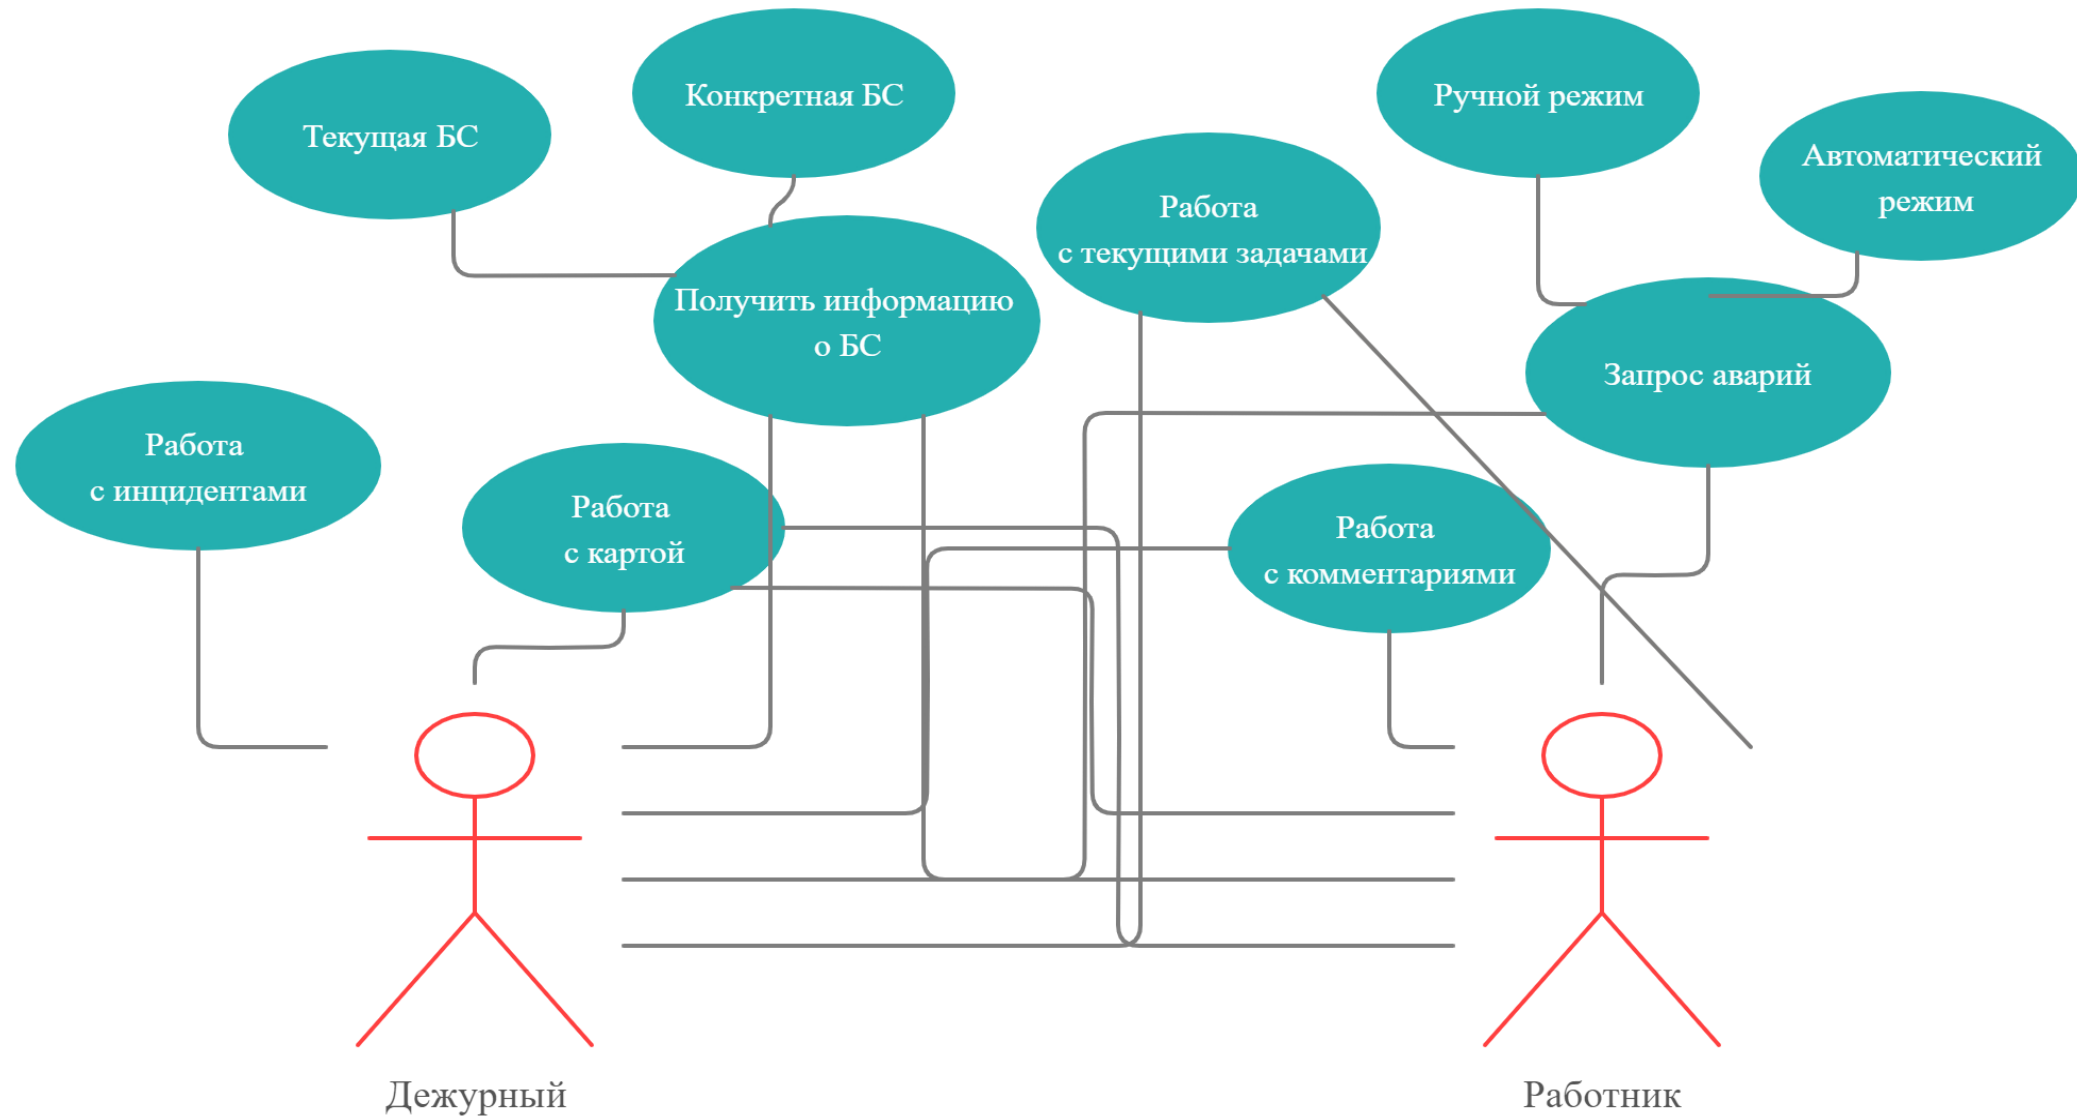 Конкретная БС
Ручной режим
Текущая БС
Автоматический
режим
Работа
с текущими задачами
Получить информацию
о БС
Запрос аварий
Работа
с инцидентами
Работа
с картой
Работа
с комментариями
Дежурный
Работник